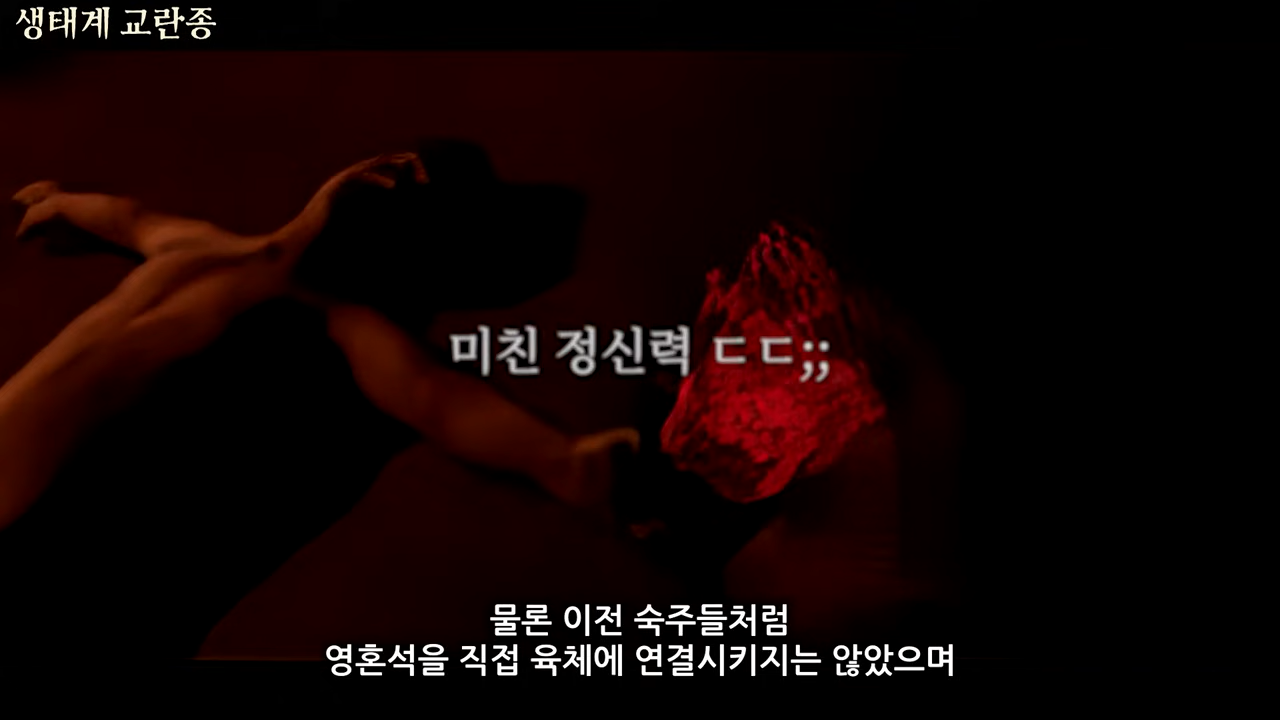 생태계 교란종
미친 정신력 ㄷㄷ;;
물론 이전 숙주들처럼
영혼석을 직접 육체에 연결시키지는 않았으며